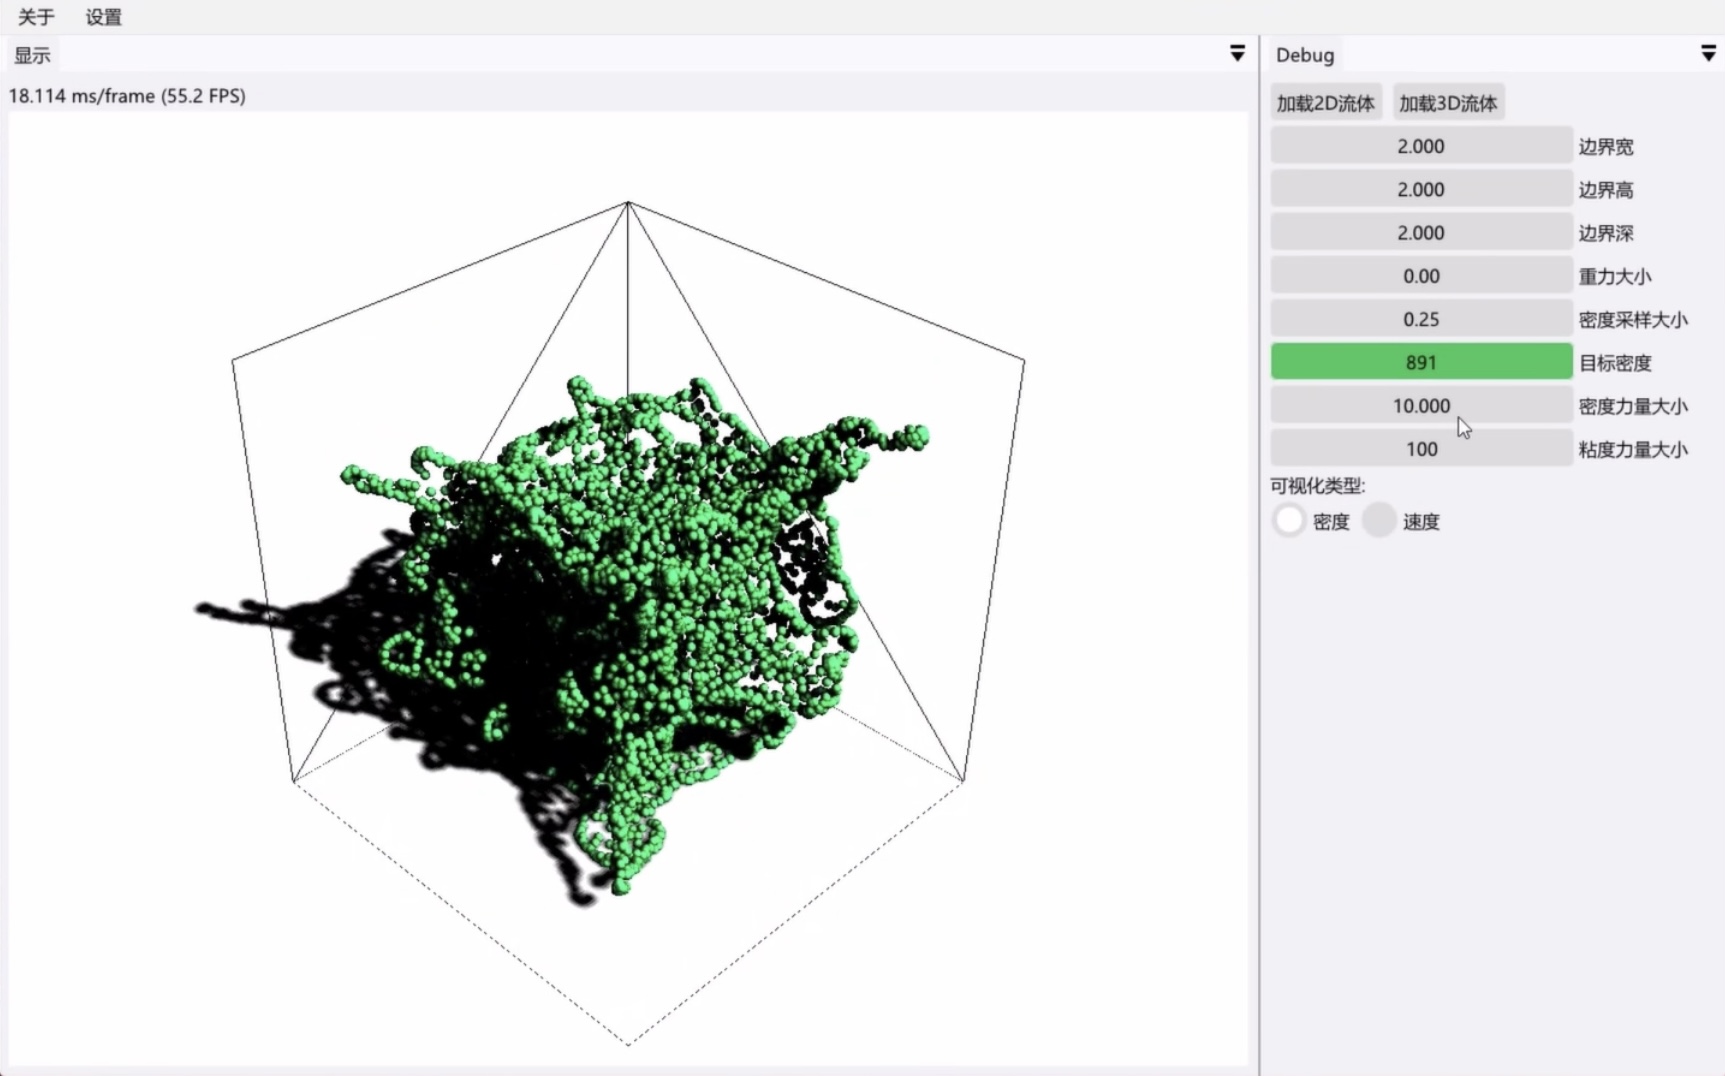 关于 设置
显示
18.114 ms/frame (55.2 FPS)
Debug
加载2D流体 加载3D流体
2.000 边界宽
2.000 边界高
2.000 边界深
0.00 重力大小
0.25 密度采样大小
891 目标密度
10.000 密度力量大小
100 粘度力量大小
可视化类型:
密度 速度